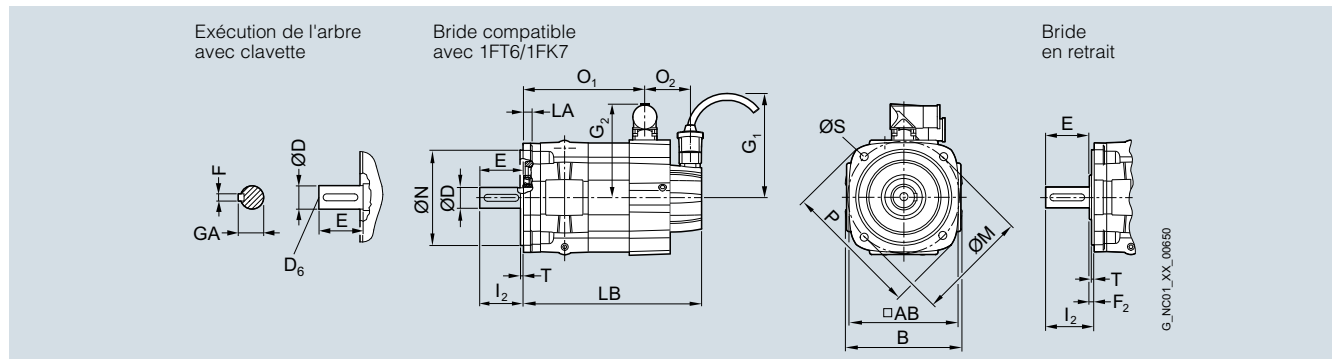 Exécution de l'arbre
avec clavette
Bride compatible
avec 1FT6/1FK7
Bride
en retrait
O₁
O₂
LA
G₂
G₁
ØS
E
F
ØD
E
ØN
ØD
GA
E
D₆
T
I₂
LB
P
ØM
□AB
B
T
F₂
I₂
G_NC01_XX_00650